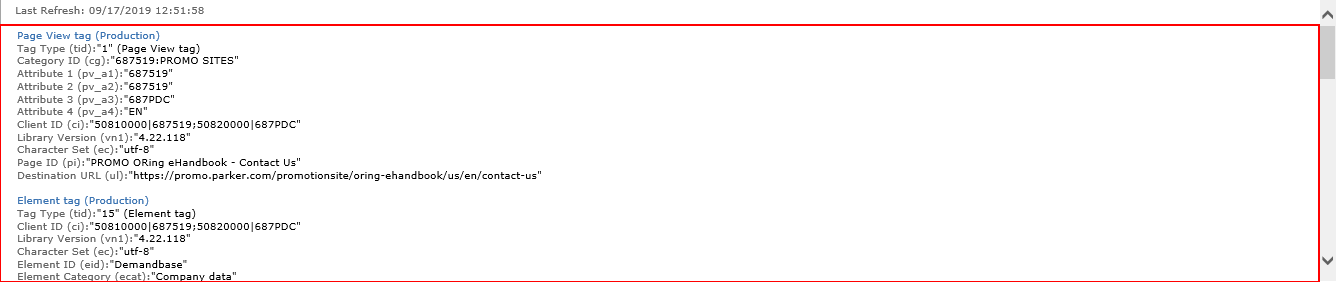 Last Refresh: 09/17/2019 12:51:58
Page View tag (Production)
Tag Type (tid):"1" (Page View tag)
Category ID (cg):"687519:PROMO SITES"
Attribute 1 (pv_a1):"687519"
Attribute 2 (pv_a2):"687519"
Attribute 3 (pv_a3):"687PDC"
Attribute 4 (pv_a4):"EN"
Client ID (ci):"50810000|687519;50820000|687PDC"
Library Version (vn1):"4.22.118"
Character Set (ec):"utf-8"
Page ID (pi):"PROMO ORing eHandbook - Contact Us"
Destination URL (ul):"https://promo.parker.com/promotionsite/oring-ehandbook/us/en/contact-us"
Element tag (Production)
Tag Type (tid):"15" (Element tag)
Client ID (ci):"50810000|687519;50820000|687PDC"
Library Version (vn1):"4.22.118"
Character Set (ec):"utf-8"
Element ID (eid):"Demandbase"
Element Category (ecat):"Company data"